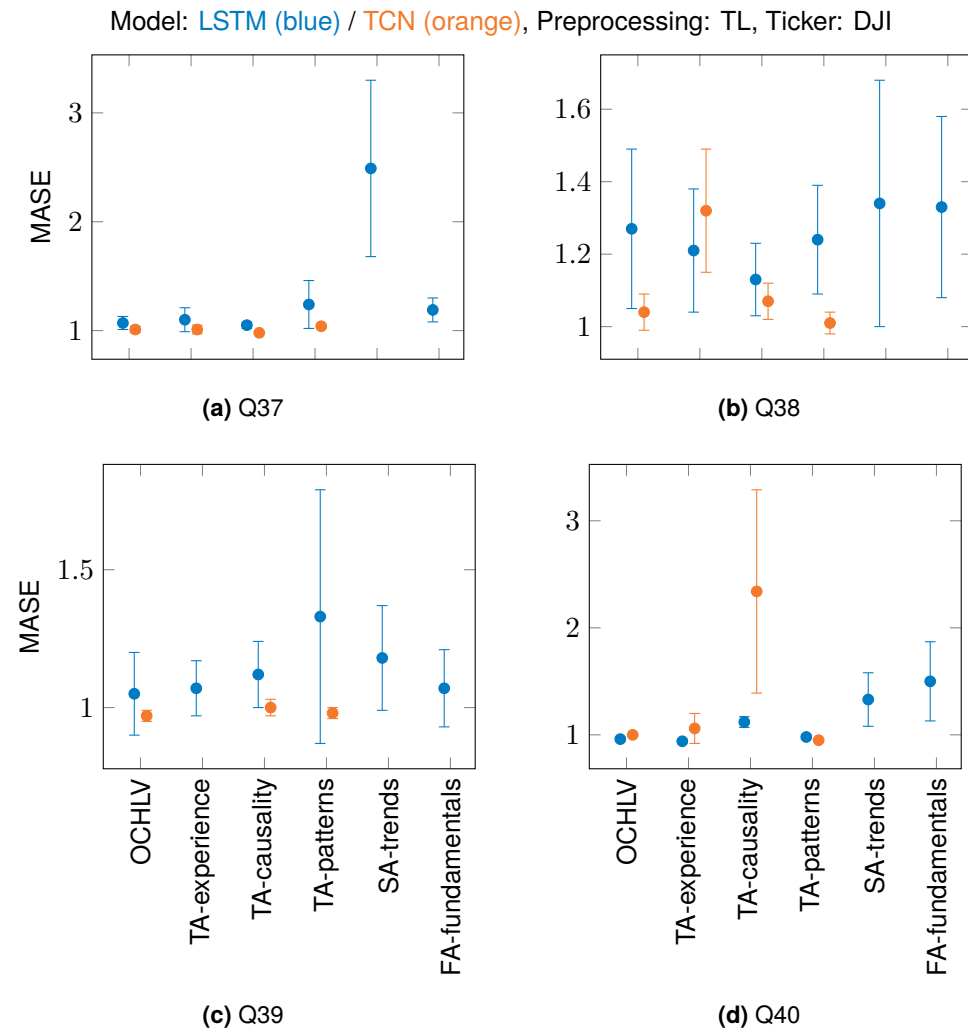 Model: LSTM (blue) / TCN (orange), Preprocessing: TL, Ticker: DJI
MASE
3
2
1
(a) Q37
1.6
1.4
1.2
1
(b) Q38
MASE
1.5
1
OCHLV
TA-experience
TA-causality
TA-patterns
SA-trends
FA-fundamentals
(c) Q39
3
2
1
OCHLV
TA-experience
TA-causality
TA-patterns
SA-trends
FA-fundamentals
(d) Q40